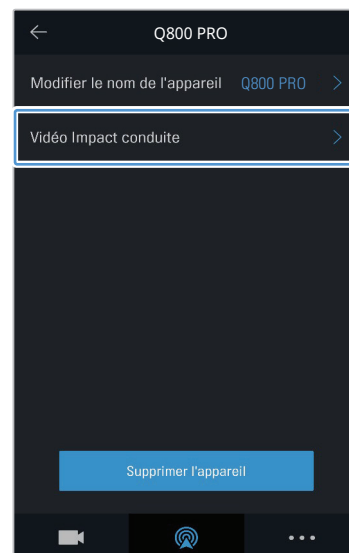 Q800 PRO
Modifier le nom de l'appareil Q800 PRO
Vidéo Impact conduite
Supprimer l'appareil